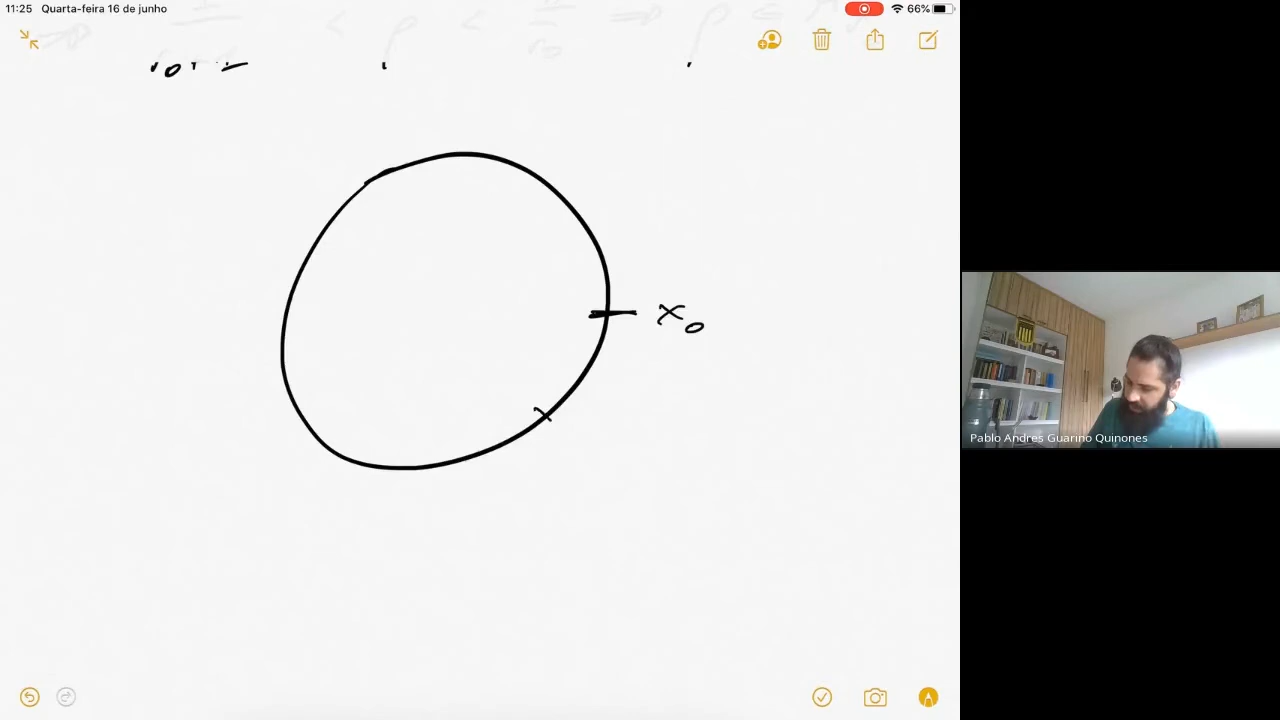 11:25 Quarta-feira 16 de junho 66%
x₀
Pablo Andres Guarino Quinones